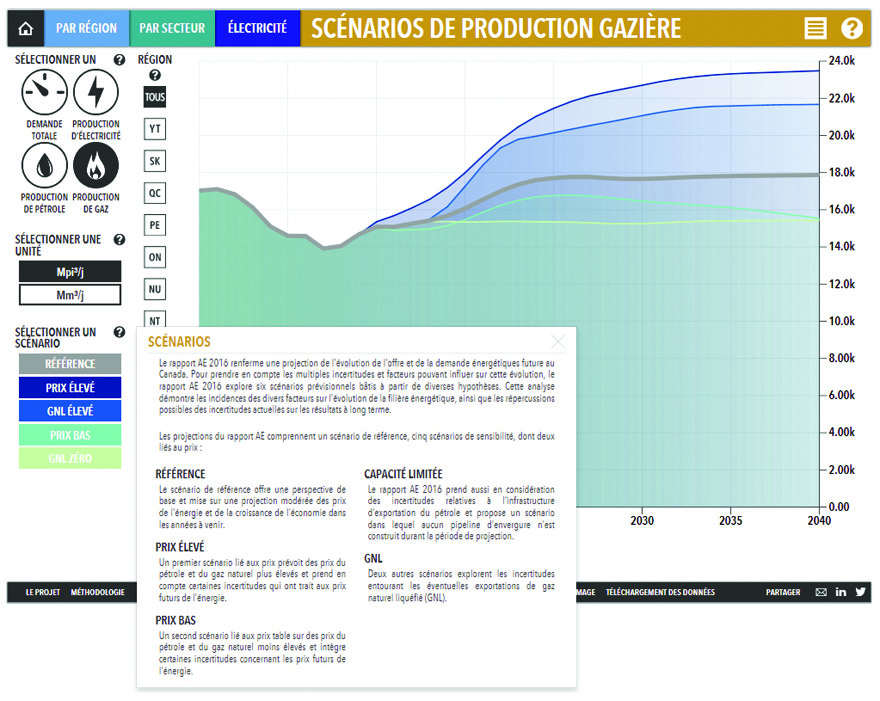 PAR RÉGION
PAR SECTEUR
ÉLECTRICITÉ
SCÉNARIOS DE PRODUCTION GAZIÈRE
?
SÉLECTIONNER UN
?
DEMANDE
TOTALE
PRODUCTION
D'ÉLECTRICITÉ
PRODUCTION
DE PÉTROLE
PRODUCTION
DE GAZ
SÉLECTIONNER UNE
UNITÉ
?
Mpi³/j
Mm³/j
SÉLECTIONNER UN
SCÉNARIO
?
RÉFÉRENCE
PRIX ÉLEVÉ
GNL ÉLEVÉ
PRIX BAS
GNL ZÉRO
RÉGION
?
TOUS
YT
SK
QC
PE
ON
NU
NT
24.0k
22.0k
20.0k
18.0k
16.0k
14.0k
12.0k
10.0k
8.00k
6.00k
4.00k
2.00k
0.00
2030
2035
2040
SCÉNARIOS
Le rapport AE 2016 renferme une projection de l'évolution de l'offre et de la demande énergétiques future au
Canada. Pour prendre en compte les multiples incertitudes et facteurs pouvant influer sur cette évolution, le
rapport AE 2016 explore six scénarios prévisionnels bâtis à partir de diverses hypothèses. Cette analyse
démontre les incidences des divers facteurs sur l'évolution de la filière énergétique, ainsi que les répercussions
possibles des incertitudes actuelles sur les résultats à long terme.
Les projections du rapport AE comprennent un scénario de référence, cinq scénarios de sensibilité, dont deux
liés au prix :
RÉFÉRENCE
Le scénario de référence offre une perspective de
base et mise sur une projection modérée des prix
de l'énergie et de la croissance de l'économie dans
les années à venir.
PRIX ÉLEVÉ
Un premier scénario lié aux prix prévoit des prix du
pétrole et du gaz naturel plus élevés et prend en
compte certaines incertitudes qui ont trait aux prix
futurs de l'énergie.
PRIX BAS
Un second scénario lié aux prix table sur des prix du
pétrole et du gaz naturel moins élevés et intègre
certaines incertitudes concernant les prix futurs de
l'énergie.
CAPACITÉ LIMITÉE
Le rapport AE 2016 prend aussi en considération
des incertitudes relatives à l'infrastructure
d'exportation du pétrole et propose un scénario
dans lequel aucun pipeline d'envergure n'est
construit durant la période de projection.
GNL
Deux autres scénarios explorent les incertitudes
entourant les éventuelles exportations de gaz
naturel liquéfié (GNL).
LE PROJET
MÉTHODOLOGIE
MAGE
TÉLÉCHARGEMENT DES DONNÉES
PARTAGER
in